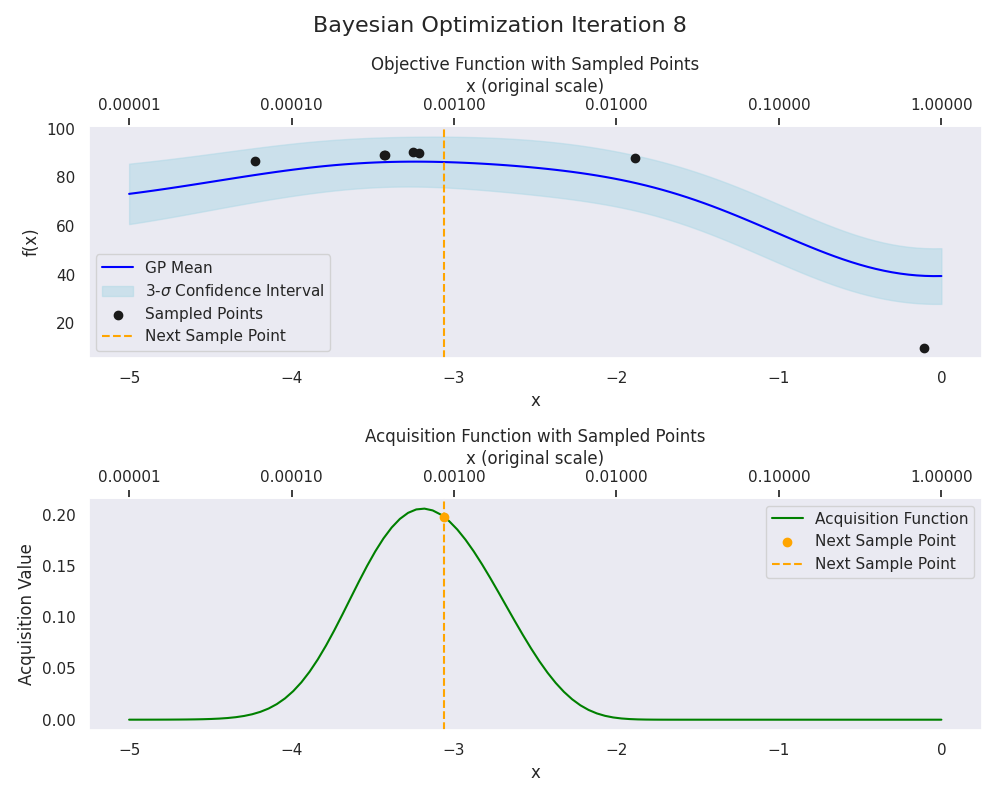 Bayesian Optimization Iteration 8
Objective Function with Sampled Points
x (original scale)
0.00001 0.00010 0.00100 0.01000 0.10000 1.00000
100
80
60
40
20
f(x)
GP Mean
3-σ Confidence Interval
Sampled Points
Next Sample Point
−5 −4 −3 −2 −1 0
x
Acquisition Function with Sampled Points
x (original scale)
0.00001 0.00010 0.00100 0.01000 0.10000 1.00000
0.20
0.15
0.10
0.05
0.00
Acquisition Value
Acquisition Function
Next Sample Point
Next Sample Point
−5 −4 −3 −2 −1 0
x